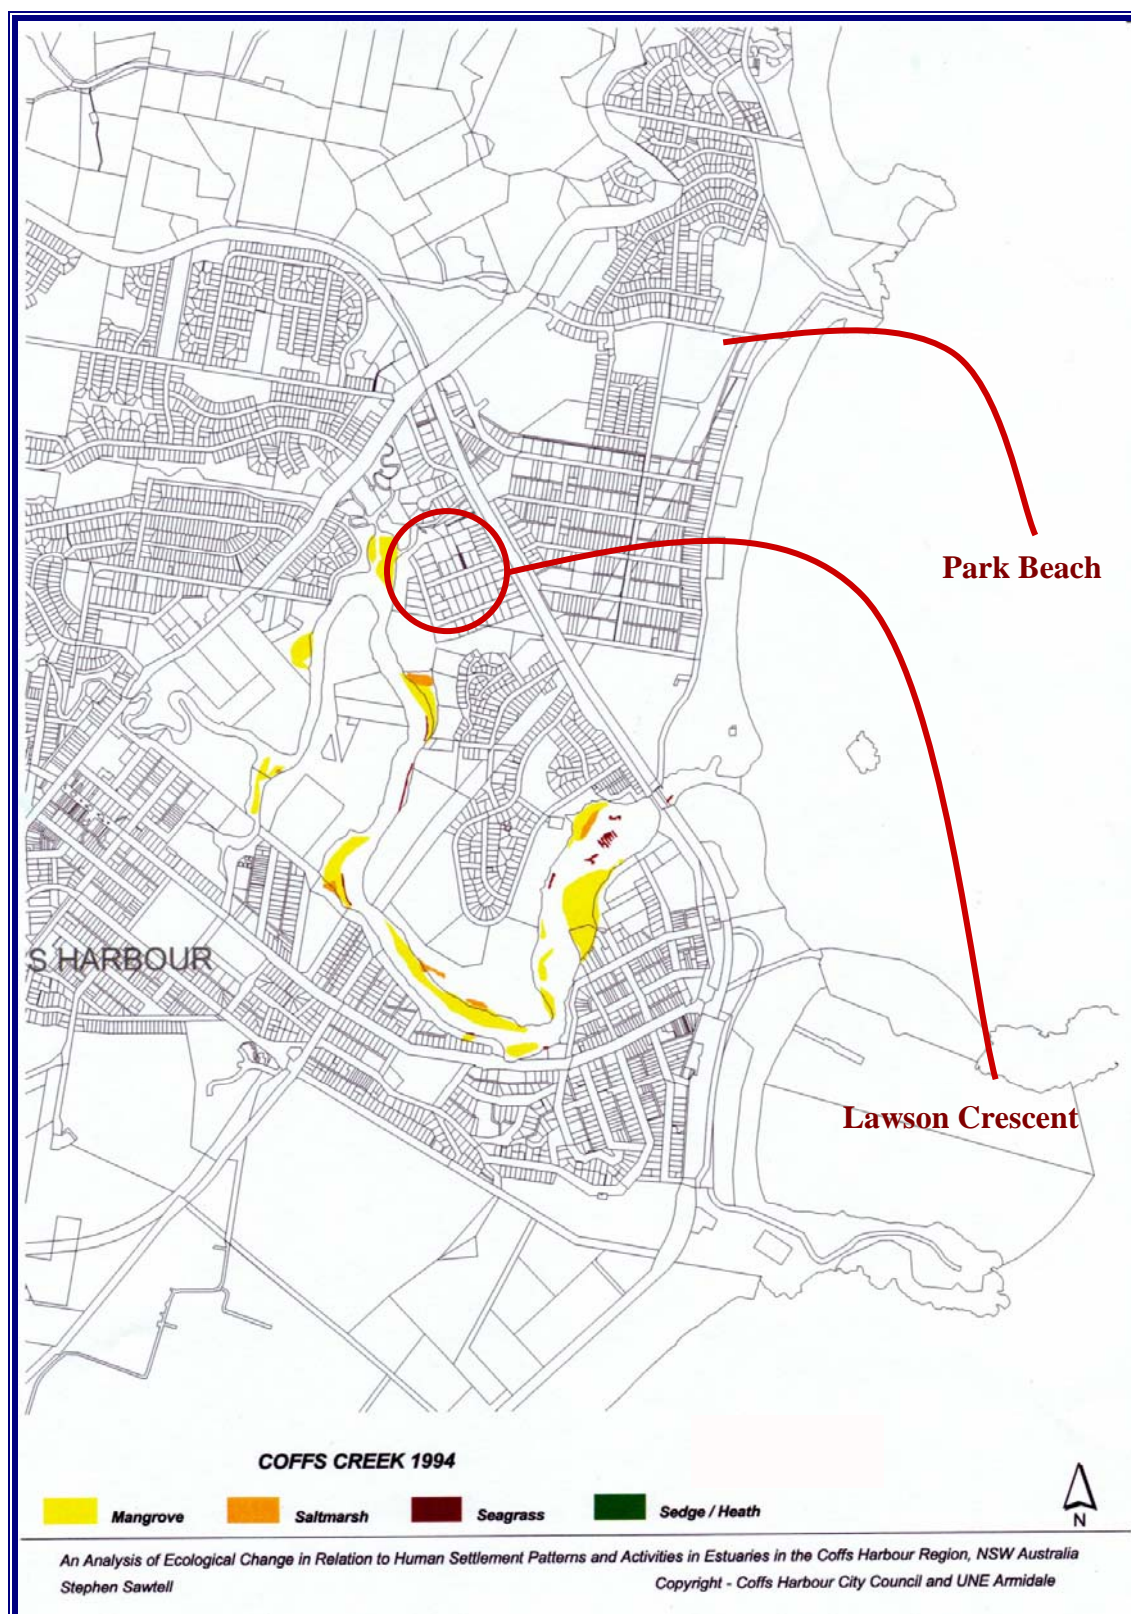 Park Beach
S HARBOUR
Lawson Crescent
COFFS CREEK 1994
Mangrove
Saltmarsh
Seagrass
Sedge / Heath
N
An Analysis of Ecological Change in Relation to Human Settlement Patterns and Activities in Estuaries in the Coffs Harbour Region, NSW Australia
Stephen Sawtell
Copyright - Coffs Harbour City Council and UNE Armidale